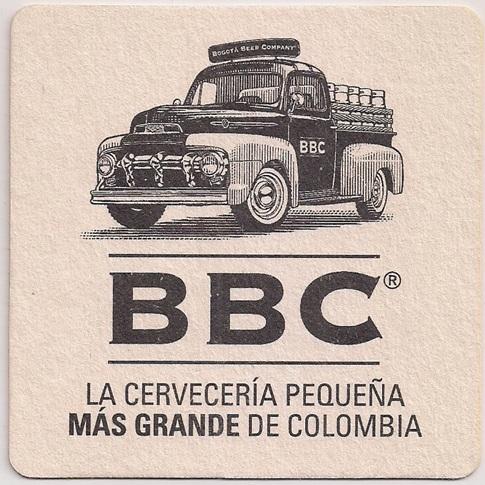 BOGOTÁ BEER COMPANY
BBC
BBC®
LA CERVECERÍA PEQUEÑA
MÁS GRANDE DE COLOMBIA